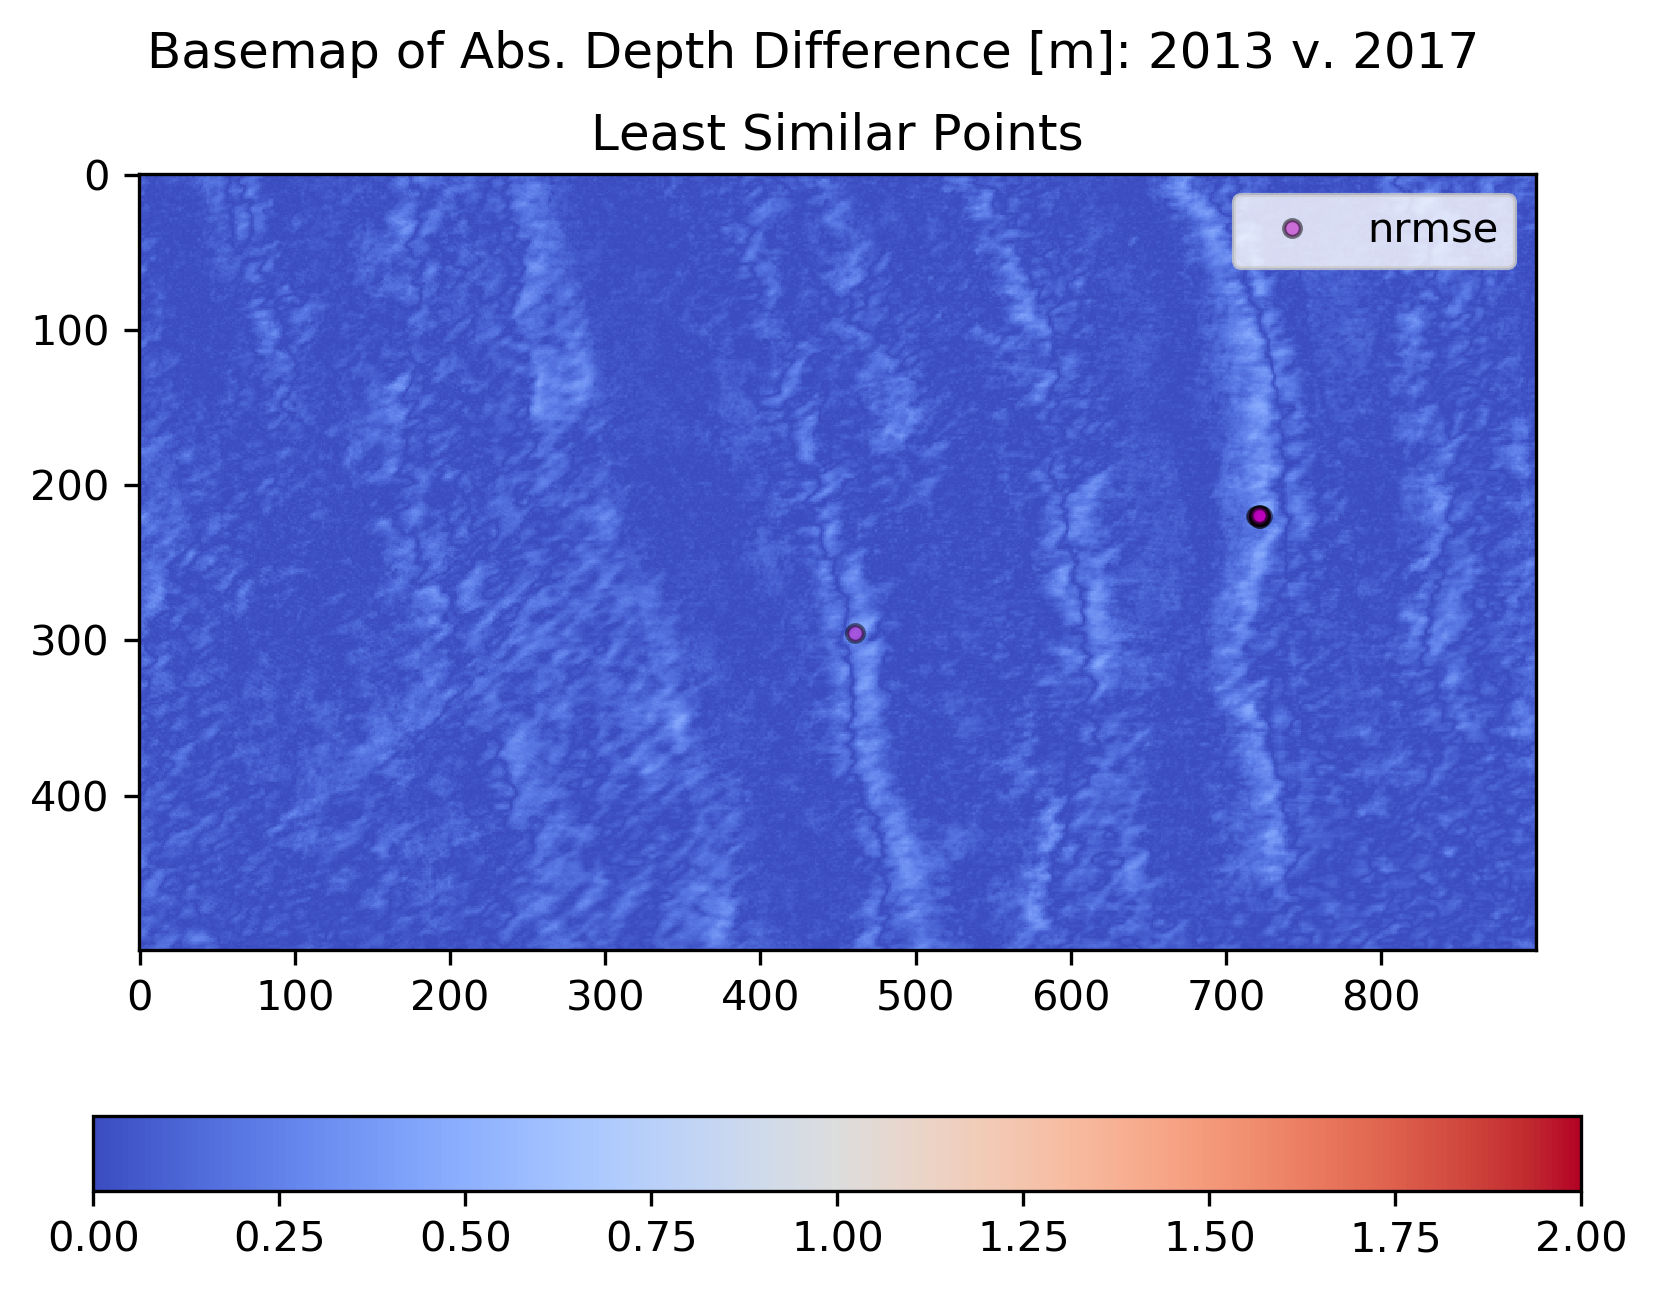 Basemap of Abs. Depth Difference [m]: 2013 v. 2017
Least Similar Points
nrmse
0
100
200
300
400
0 100 200 300 400 500 600 700 800
0.00 0.25 0.50 0.75 1.00 1.25 1.50 1.75 2.00